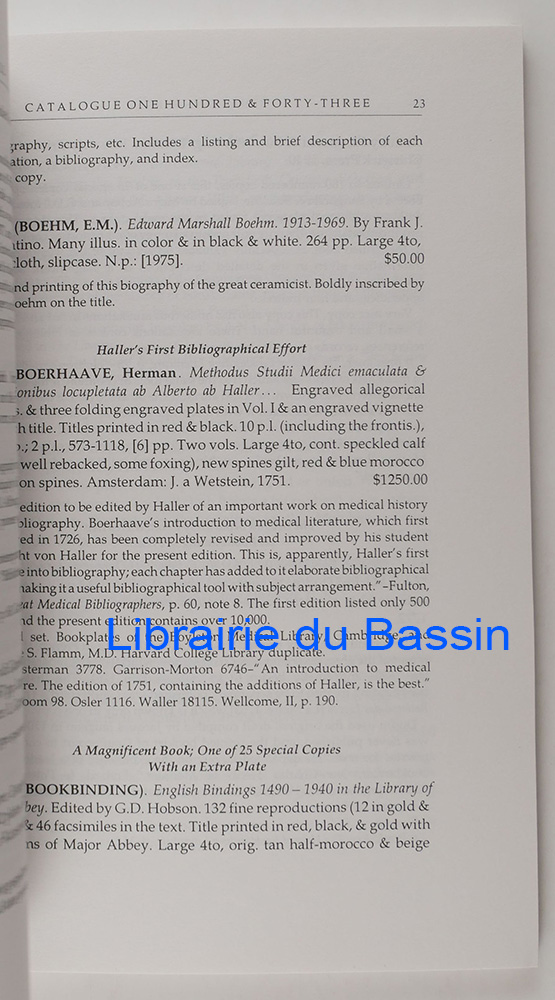 CATALOGUE ONE HUNDRED & FORTY-THREE 23
graphy, scripts, etc. Includes a listing and brief description of each
ation, a bibliography, and index.
copy.
(BOEHM, E.M.). Edward Marshall Boehm. 1913-1969. By Frank J.
tino. Many illus. in color & in black & white. 264 pp. Large 4to,
cloth, slipcase. N.p.: [1975]. $50.00
nd printing of this biography of the great ceramicist. Boldly inscribed by
oehm on the title.
Haller's First Bibliographical Effort
BOERHAAVE, Herman. Methodus Studii Medici emaculata &
onibus locupletata ab Alberto ab Haller... Engraved allegorical
s. & three folding engraved plates in Vol. I & an engraved vignette
h title. Titles printed in red & black. 10 p.l. (including the frontis.),
.; 2 p.l., 573-1118, [6] pp. Two vols. Large 4to, cont. speckled calf
well rebacked, some foxing), new spines gilt, red & blue morocco
on spines. Amsterdam: J. a Wetstein, 1751. $1250.00
edition to be edited by Haller of an important work on medical history
bliography. Boerhaave's introduction to medical literature, which first
ed in 1726, has been completely revised and improved by his student
ht von Haller for the present edition. This is, apparently, Haller's first
e into bibliography; each chapter has added to it elaborate bibliographical
making it a useful bibliographical tool with subject arrangement."–Fulton,
at Medical Bibliographers, p. 60, note 8. The first edition listed only 500
nd the present edition contains over 10,000.
set. Bookplates of the Boylston Medical Library, Cambridge, and
S. Flamm, M.D. Harvard College Library duplicate.
Librairie du Bassin
sterman 3778. Garrison-Morton 6746–"An introduction to medical
re. The edition of 1751, containing the additions of Haller, is the best."
oom 98. Osler 1116. Waller 18115. Wellcome, II, p. 190.
A Magnificent Book; One of 25 Special Copies
With an Extra Plate
BOOKBINDING). English Bindings 1490 – 1940 in the Library of
bey. Edited by G.D. Hobson. 132 fine reproductions (12 in gold &
& 46 facsimiles in the text. Title printed in red, black, & gold with
ns of Major Abbey. Large 4to, orig. tan half-morocco & beige